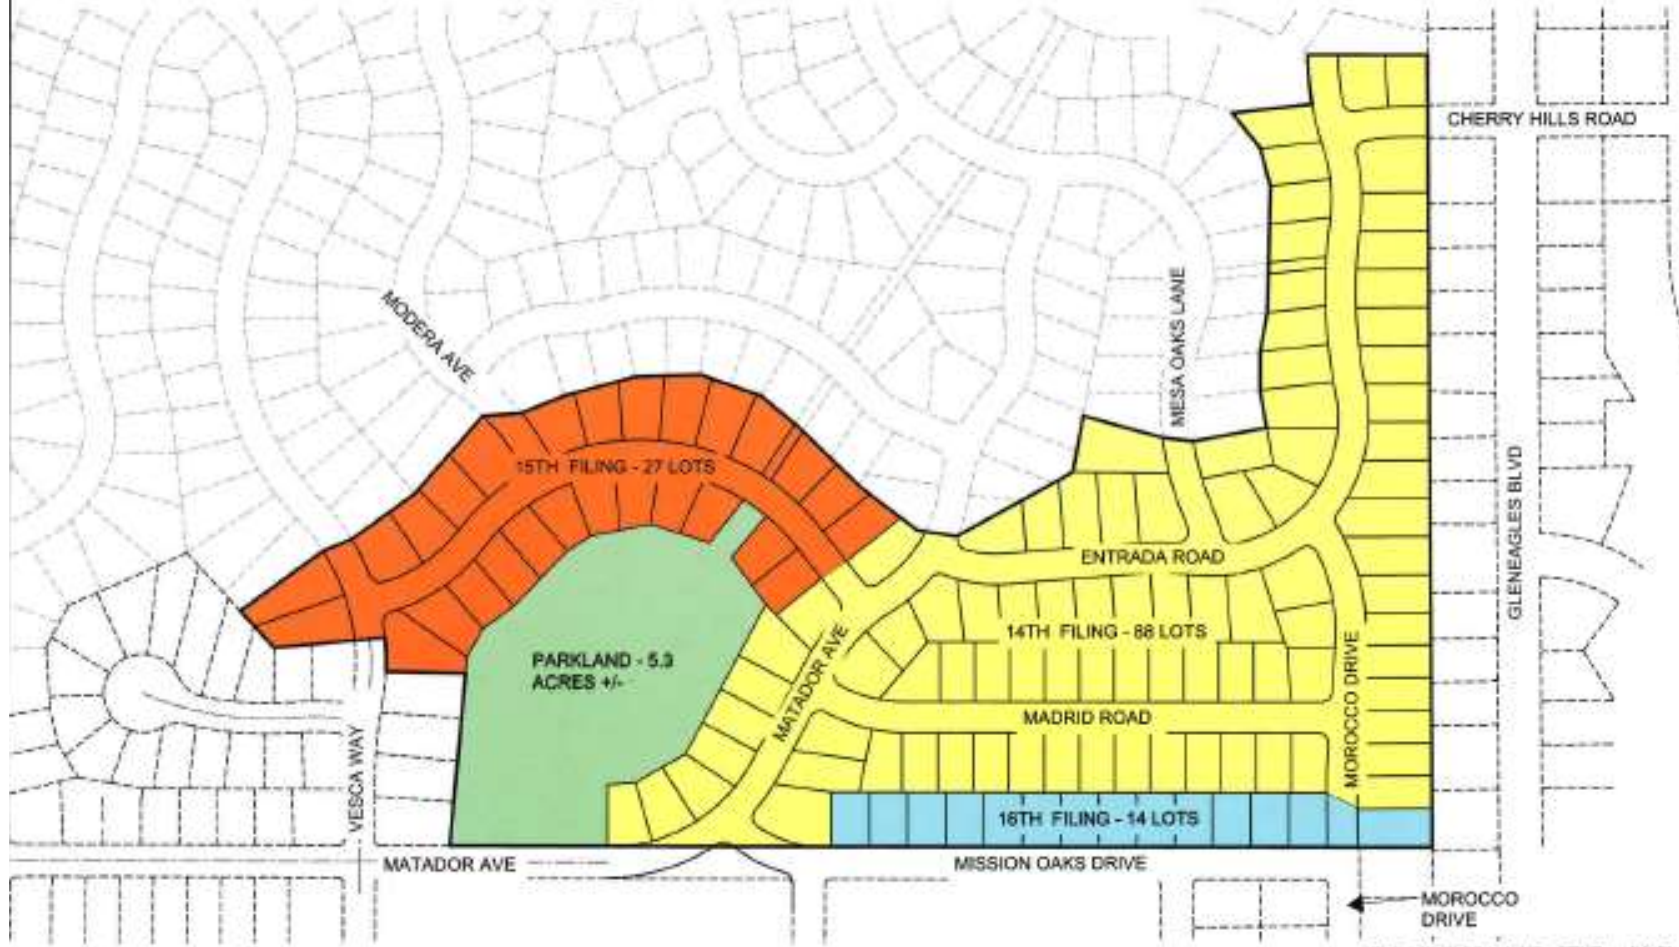 CHERRY HILLS ROAD
MODERA AVE
MESA OAKS LANE
15TH FILING - 27 LOTS
GLENEAGLES BLVD
ENTRADA ROAD
14TH FILING - 88 LOTS
PARKLAND - 5.3
ACRES +/-
MATADOR AVE
MOROCCO DRIVE
MADRID ROAD
VESCA WAY
16TH FILING - 14 LOTS
MATADOR AVE
MISSION OAKS DRIVE
MOROCCO
DRIVE